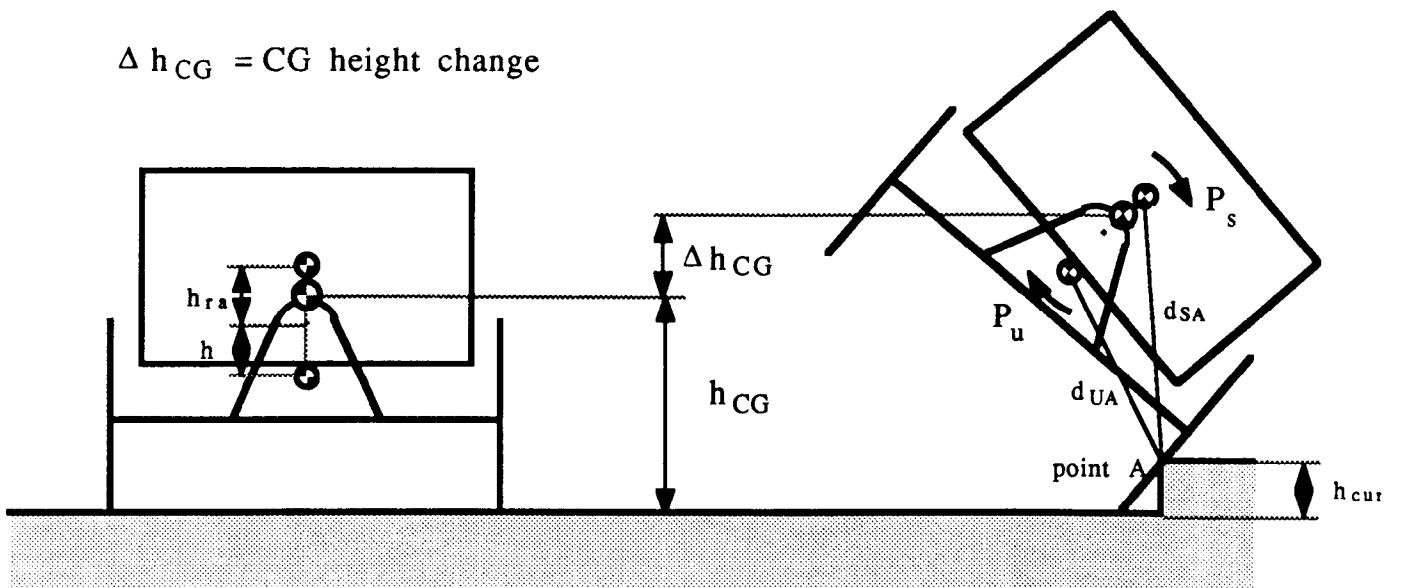 Δ h CG = CG height change
P s
Δ h CG
h ra
P u
d SA
h
h CG
d UA
point A
h cur